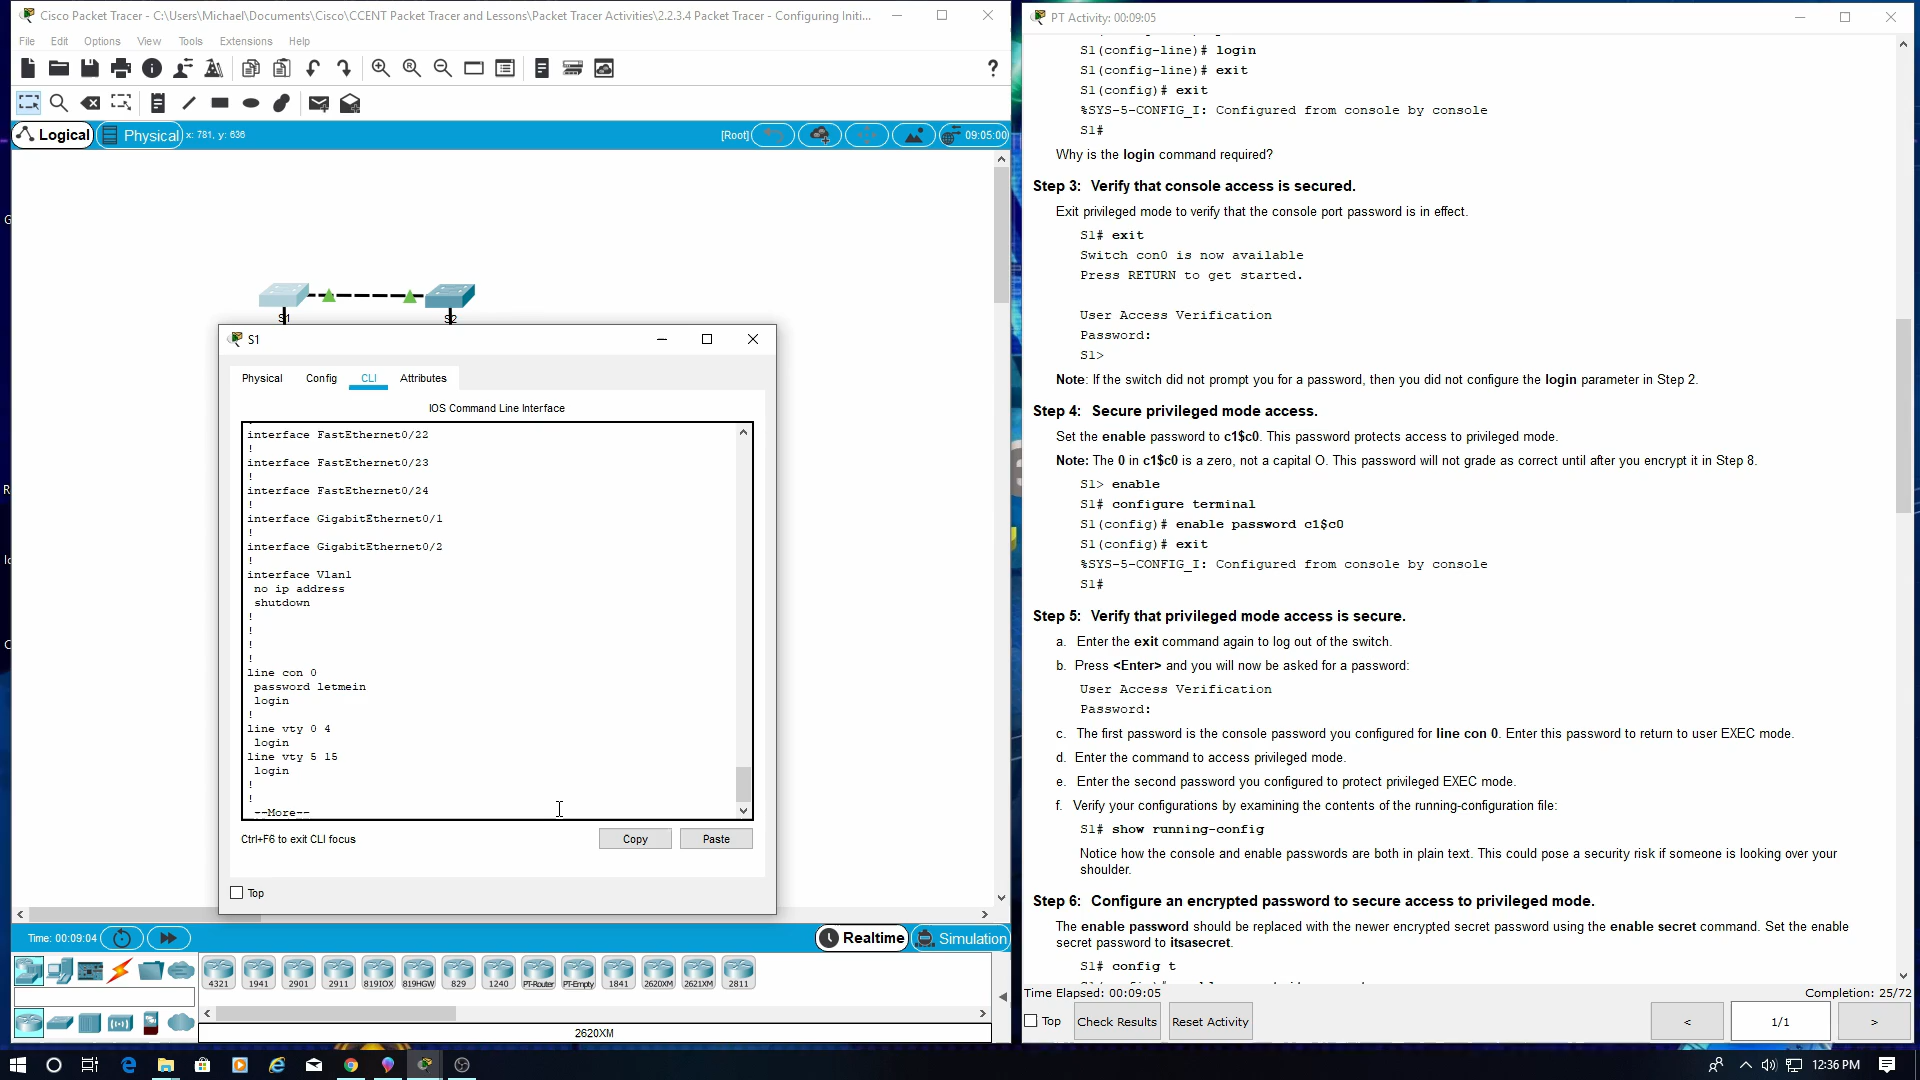 Cisco Packet Tracer - C:\Users\Michael\Documents\Cisco\CCENT Packet Tracer and Lessons\Packet Tracer Activities\2.2.3.4 Packet Tracer - Configuring Initi...
File Edit Options View Tools Extensions Help
Logical Physical x: 781, y: 636 [Root] 09:05:00
S1 S2
S1
Physical Config CLI Attributes
IOS Command Line Interface
interface FastEthernet0/22
!
interface FastEthernet0/23
!
interface FastEthernet0/24
!
interface GigabitEthernet0/1
!
interface GigabitEthernet0/2
!
interface Vlan1
no ip address
shutdown
!
!
!
!
line con 0
password letmein
login
!
line vty 0 4
login
line vty 5 15
login
!
!
--More--
Ctrl+F6 to exit CLI focus Copy Paste
Top
Time: 00:09:04 Realtime Simulation
4321 1941 2901 2911 819IOX 819HGW 829 1240 PT-Router PT-Empty 1841 2620XM 2621XM 2811
2620XM
PT Activity: 00:09:05
S1(config-line)# login
S1(config-line)# exit
S1(config)# exit
%SYS-5-CONFIG_I: Configured from console by console
S1#
Why is the login command required?
Step 3: Verify that console access is secured.
Exit privileged mode to verify that the console port password is in effect.
S1# exit
Switch con0 is now available
Press RETURN to get started.
User Access Verification
Password:
S1>
Note: If the switch did not prompt you for a password, then you did not configure the login parameter in Step 2.
Step 4: Secure privileged mode access.
Set the enable password to c1$c0. This password protects access to privileged mode.
Note: The 0 in c1$c0 is a zero, not a capital O. This password will not grade as correct until after you encrypt it in Step 8.
S1> enable
S1# configure terminal
S1(config)# enable password c1$c0
S1(config)# exit
%SYS-5-CONFIG_I: Configured from console by console
S1#
Step 5: Verify that privileged mode access is secure.
a. Enter the exit command again to log out of the switch.
b. Press <Enter> and you will now be asked for a password:
User Access Verification
Password:
c. The first password is the console password you configured for line con 0. Enter this password to return to user EXEC mode.
d. Enter the command to access privileged mode.
e. Enter the second password you configured to protect privileged EXEC mode.
f. Verify your configurations by examining the contents of the running-configuration file:
S1# show running-config
Notice how the console and enable passwords are both in plain text. This could pose a security risk if someone is looking over your
shoulder.
Step 6: Configure an encrypted password to secure access to privileged mode.
The enable password should be replaced with the newer encrypted secret password using the enable secret command. Set the enable
secret password to itsasecret.
S1# config t
Time Elapsed: 00:09:05 Completion: 25/72
Top Check Results Reset Activity < 1/1 >
12:36 PM